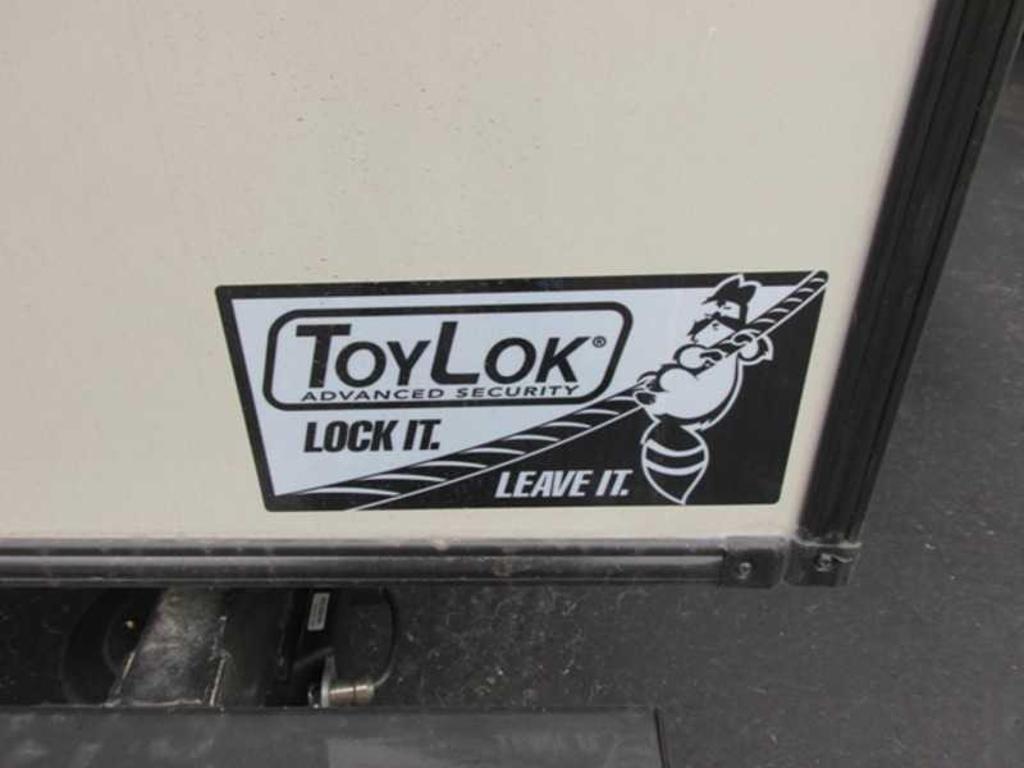 TOYLOK®
ADVANCED SECURITY
LOCK IT.
LEAVE IT.